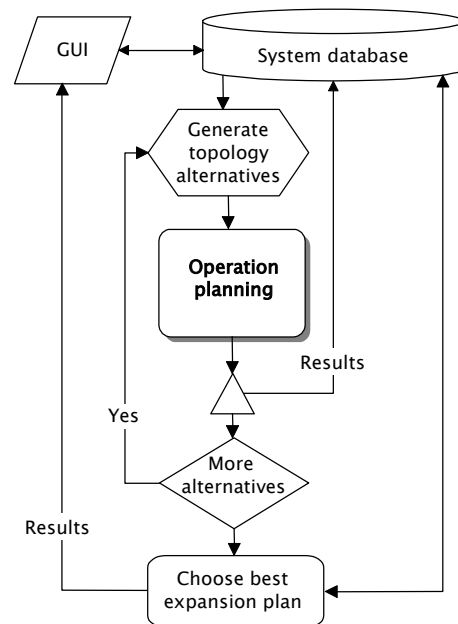 GUI
System database
Generate
topology
alternatives
Operation
planning
Results
Yes
More
alternatives
Results
Choose best
expansion plan